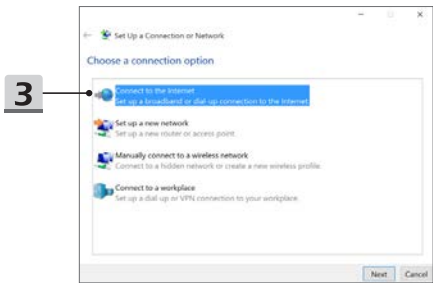 Set Up a Connection or Network
Choose a connection option
3
Connect to the Internet
Set up a broadband or dial-up connection to the Internet.
Set up a new network
Set up a new router or access point.
Manually connect to a wireless network
Connect to a hidden network or create a new wireless profile.
Connect to a workplace
Set up a dial-up or VPN connection to your workplace.
Next Cancel